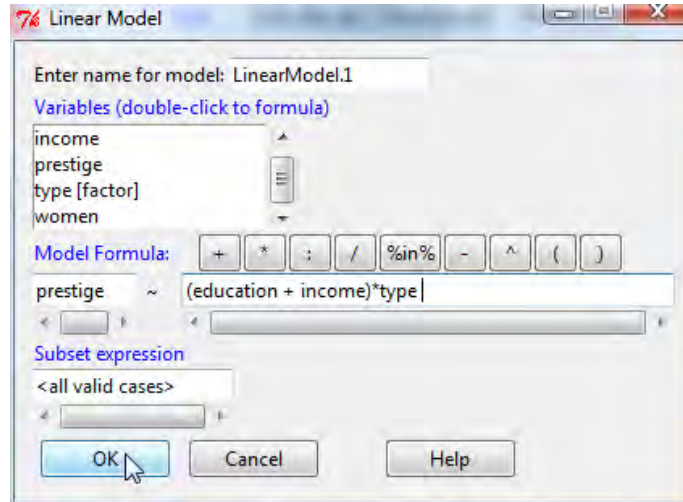 Linear Model
Enter name for model: LinearModel.1
Variables (double-click to formula)
income
prestige
type [factor]
women
Model Formula: + * : / %in% - ^ ( )
prestige ~ (education + income)*type
Subset expression
<all valid cases>
OK Cancel Help